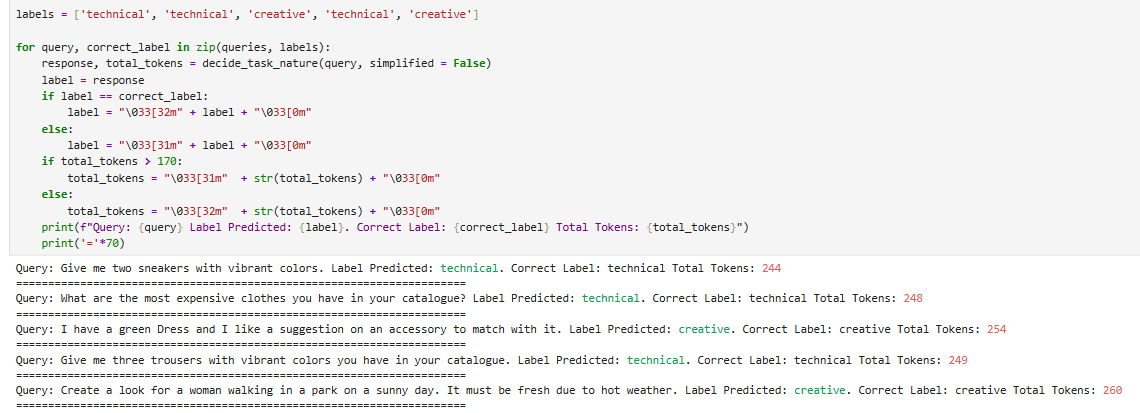 labels = ['technical', 'technical', 'creative', 'technical', 'creative']
for query, correct_label in zip(queries, labels):
    response, total_tokens = decide_task_nature(query, simplified = False)
    label = response
    if label == correct_label:
        label = "\033[32m" + label + "\033[0m"
    else:
        label = "\033[31m" + label + "\033[0m"
    if total_tokens > 170:
        total_tokens = "\033[31m"  + str(total_tokens) + "\033[0m"
    else:
        total_tokens = "\033[32m"  + str(total_tokens) + "\033[0m"
    print(f"Query: {query} Label Predicted: {label}. Correct Label: {correct_label} Total Tokens: {total_tokens}")
    print('='*70)
Query: Give me two sneakers with vibrant colors. Label Predicted: technical. Correct Label: technical Total Tokens: 244
======================================================================
Query: What are the most expensive clothes you have in your catalogue? Label Predicted: technical. Correct Label: technical Total Tokens: 248
======================================================================
Query: I have a green Dress and I like a suggestion on an accessory to match with it. Label Predicted: creative. Correct Label: creative Total Tokens: 254
======================================================================
Query: Give me three trousers with vibrant colors you have in your catalogue. Label Predicted: technical. Correct Label: technical Total Tokens: 249
======================================================================
Query: Create a look for a woman walking in a park on a sunny day. It must be fresh due to hot weather. Label Predicted: creative. Correct Label: creative Total Tokens: 260
======================================================================